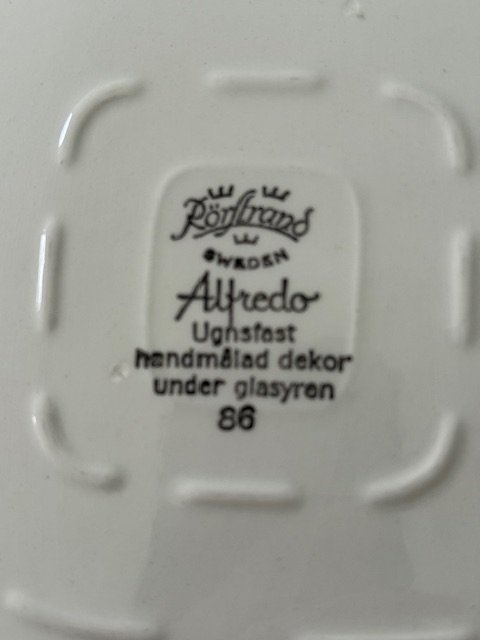 Rörstrand
SWEDEN
Alfredo
Ugnsfast
handmålad dekor
under glasyren
86